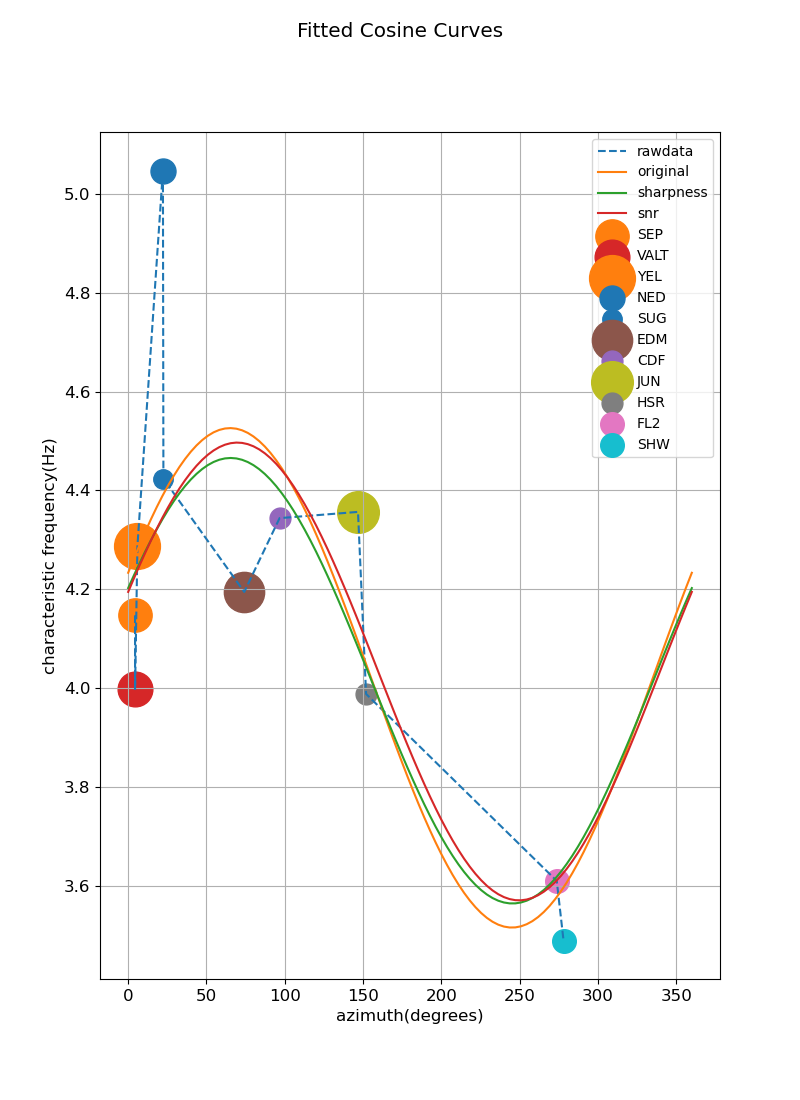 Fitted Cosine Curves
rawdata
original
sharpness
snr
SEP
VALT
YEL
NED
SUG
EDM
CDF
JUN
HSR
FL2
SHW
characteristic frequency(Hz)
5.0
4.8
4.6
4.4
4.2
4.0
3.8
3.6
0 50 100 150 200 250 300 350
azimuth(degrees)